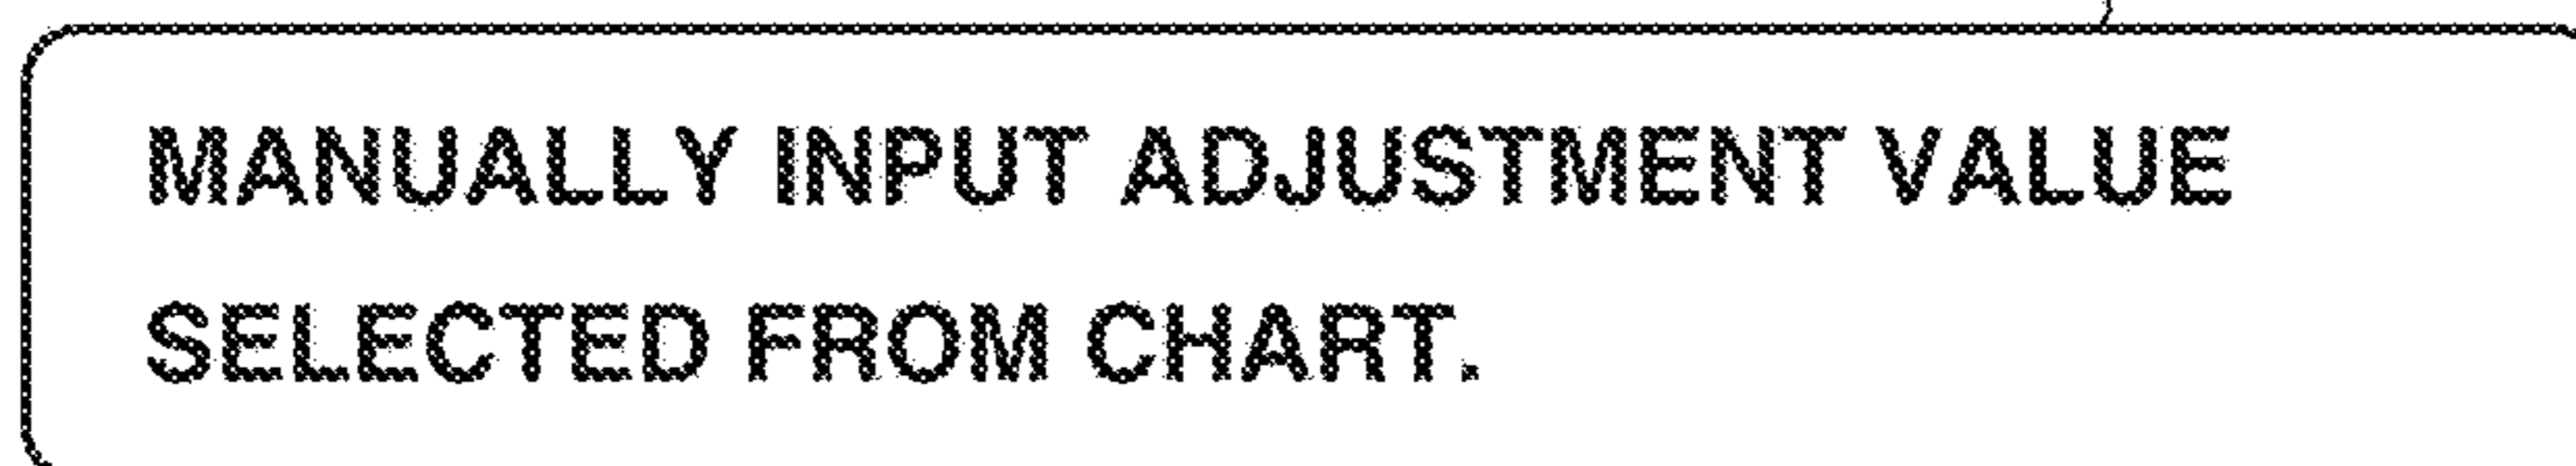 MANUALLY INPUT ADJUSTMENT VALUE
SELECTED FROM CHART.